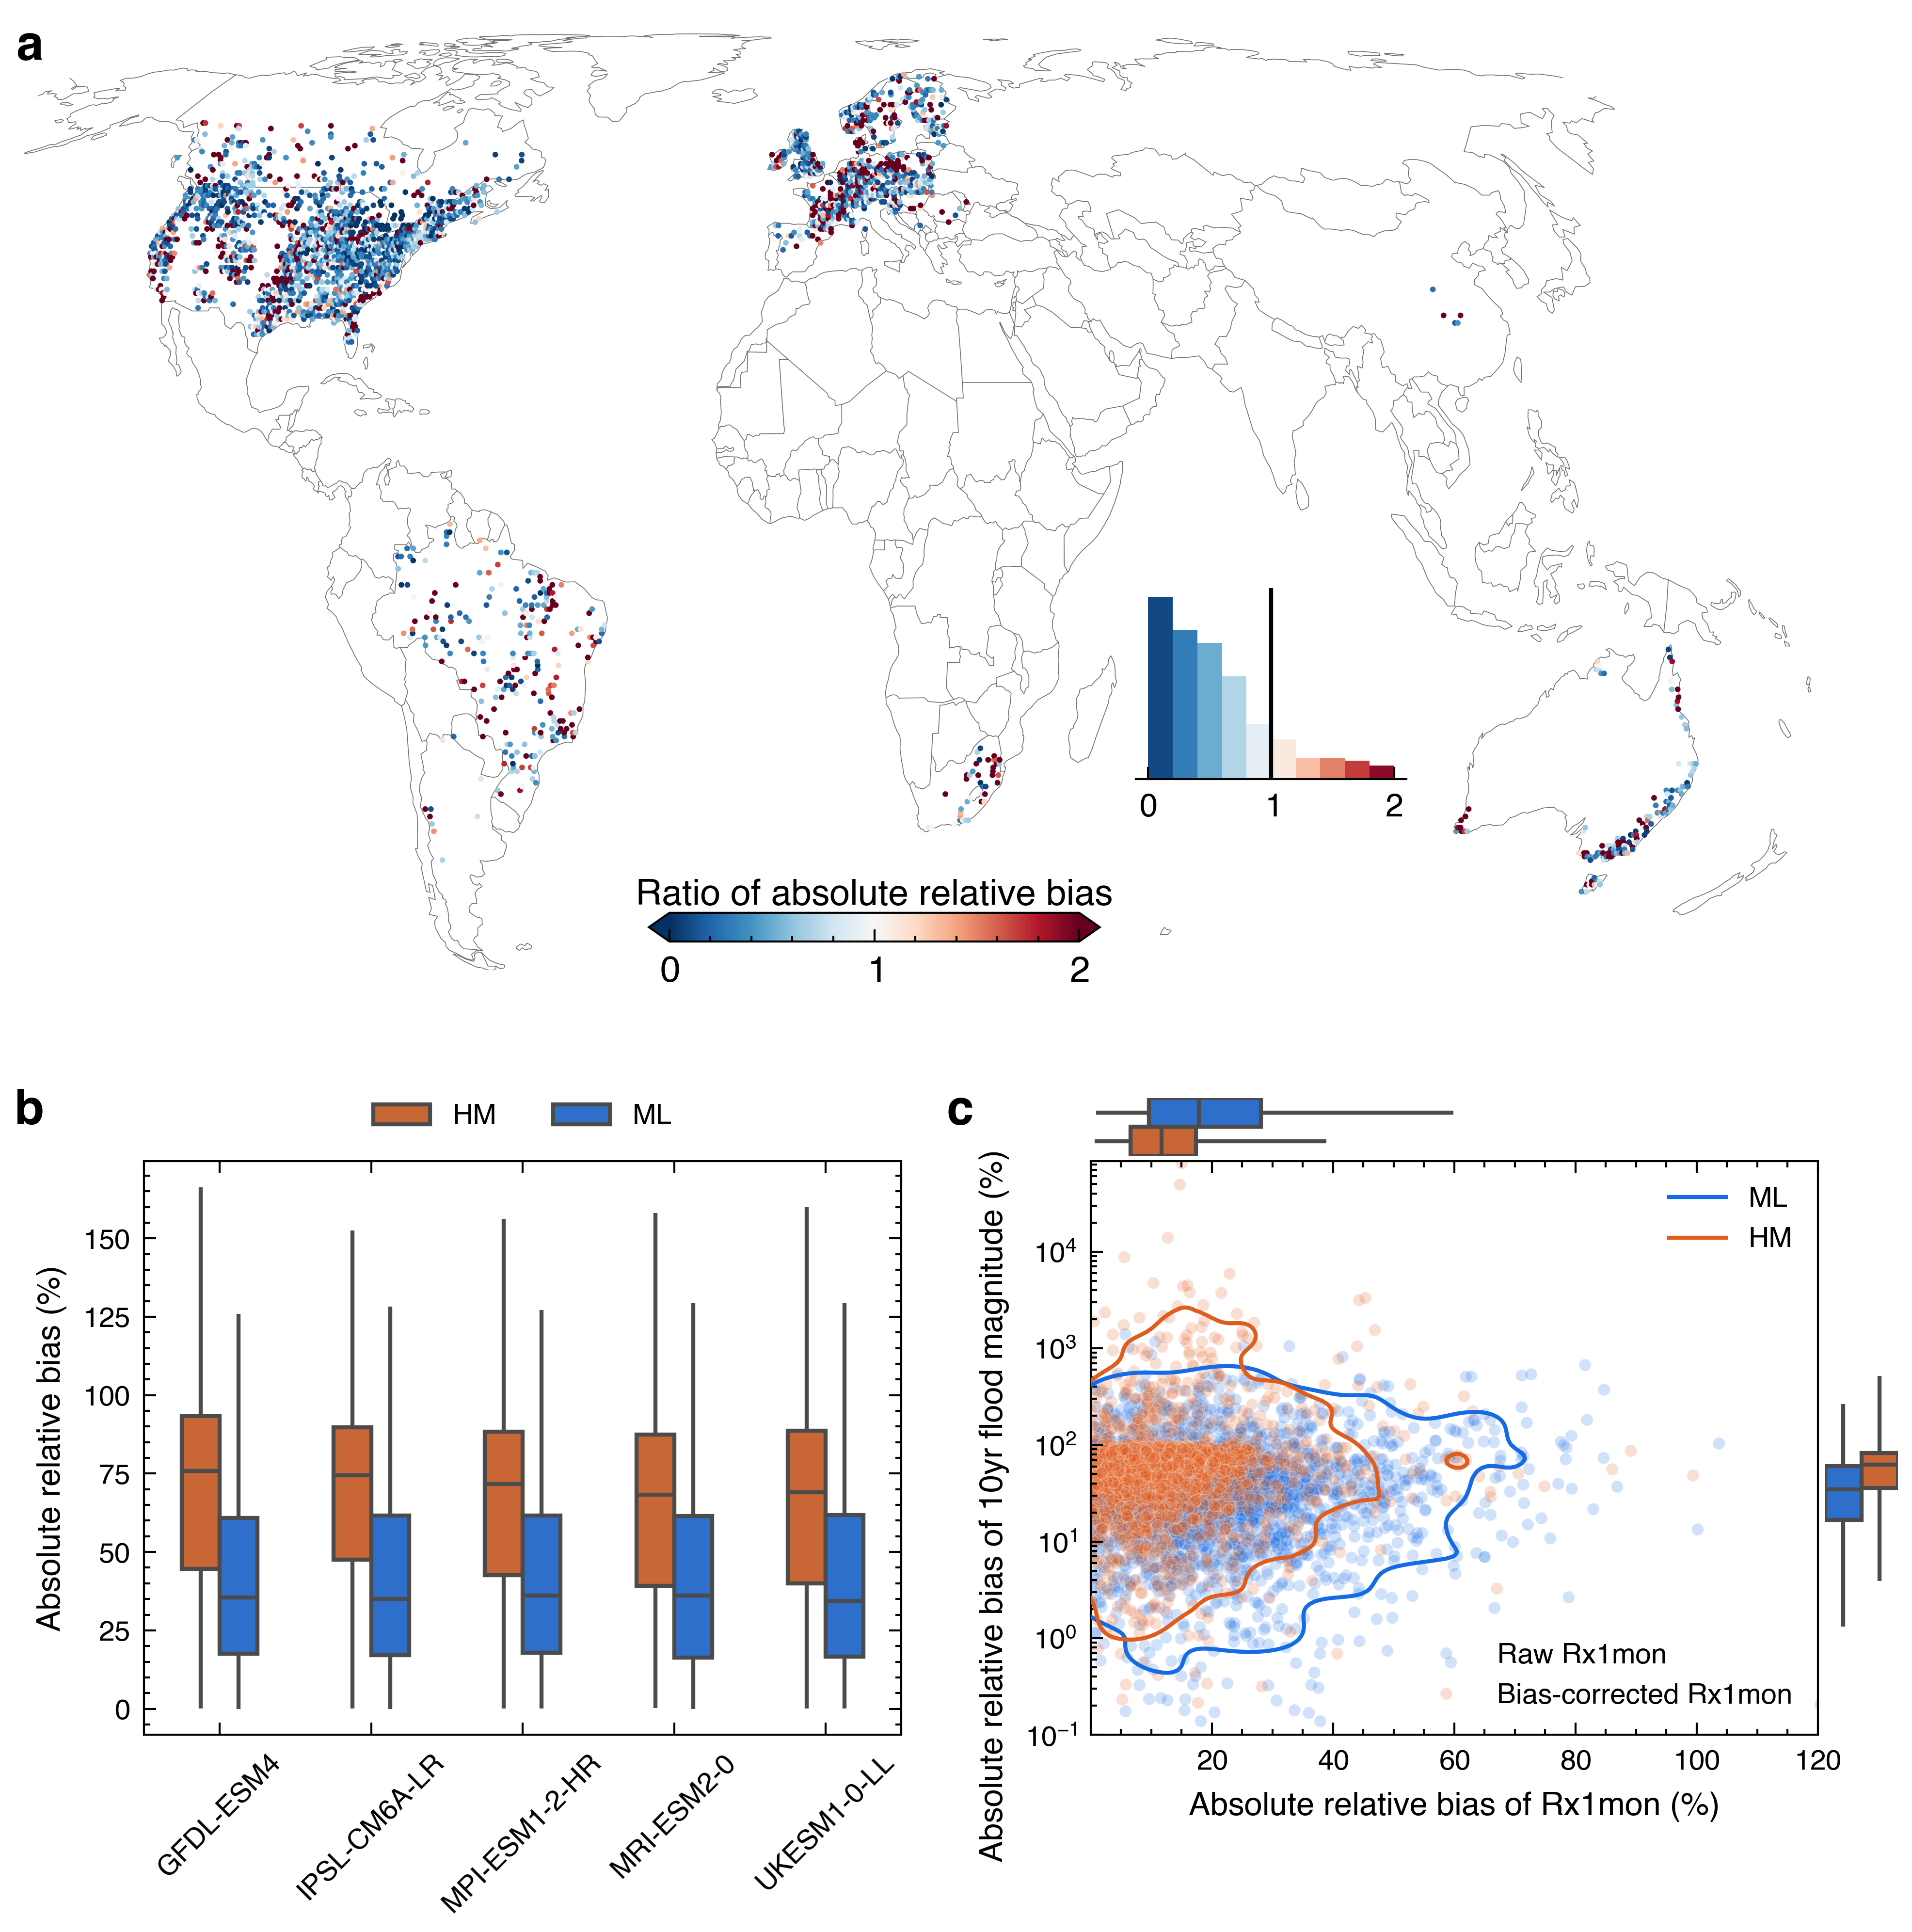 a
0 1 2
Ratio of absolute relative bias
0 1 2
b
HM ML
Absolute relative bias (%)
150
125
100
75
50
25
0
GFDL-ESM4
IPSL-CM6A-LR
MPI-ESM1-2-HR
MRI-ESM2-0
UKESM1-0-LL
c
Absolute relative bias of 10yr flood magnitude (%)
ML
HM
10⁴
10³
10²
10¹
10⁰
10⁻¹
Raw Rx1mon
Bias-corrected Rx1mon
20 40 60 80 100 120
Absolute relative bias of Rx1mon (%)